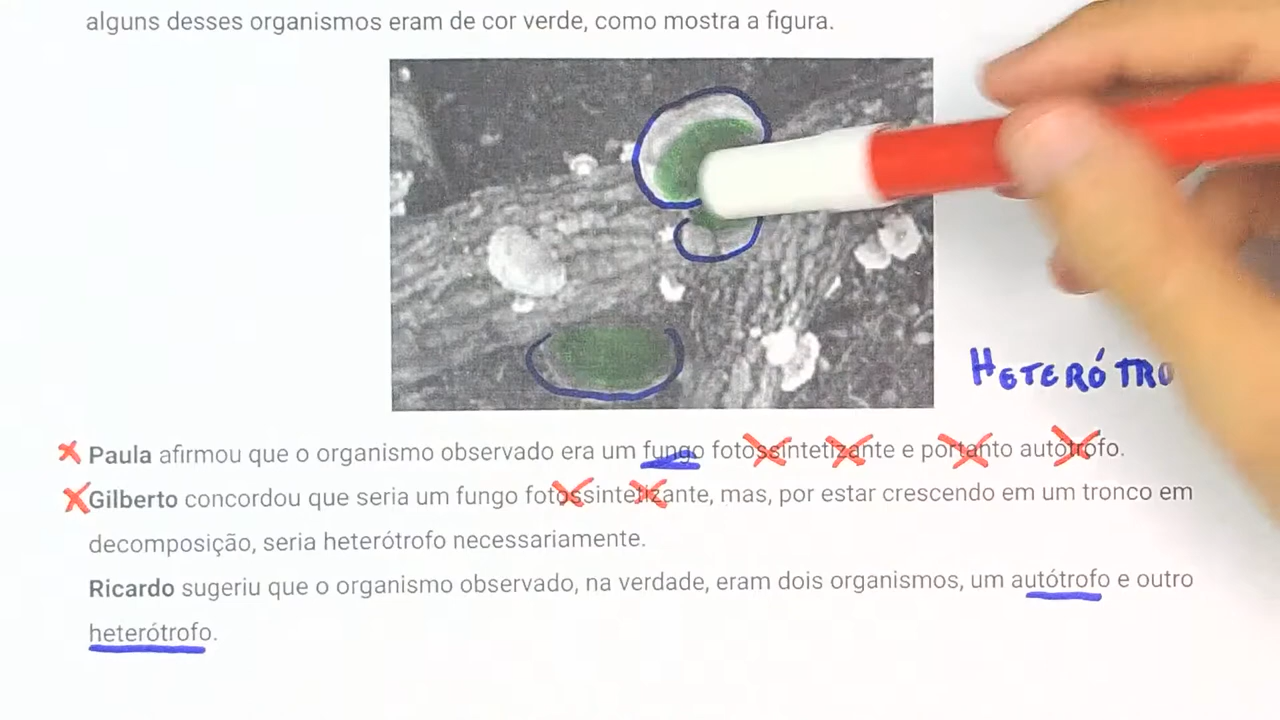 alguns desses organismos eram de cor verde, como mostra a figura.
HETERÓTRO
Paula afirmou que o organismo observado era um fungo fotossintetizante e portanto autótrofo.
Gilberto concordou que seria um fungo fotossintetizante, mas, por estar crescendo em um tronco em
decomposição, seria heterótrofo necessariamente.
Ricardo sugeriu que o organismo observado, na verdade, eram dois organismos, um autótrofo e outro
heterótrofo.